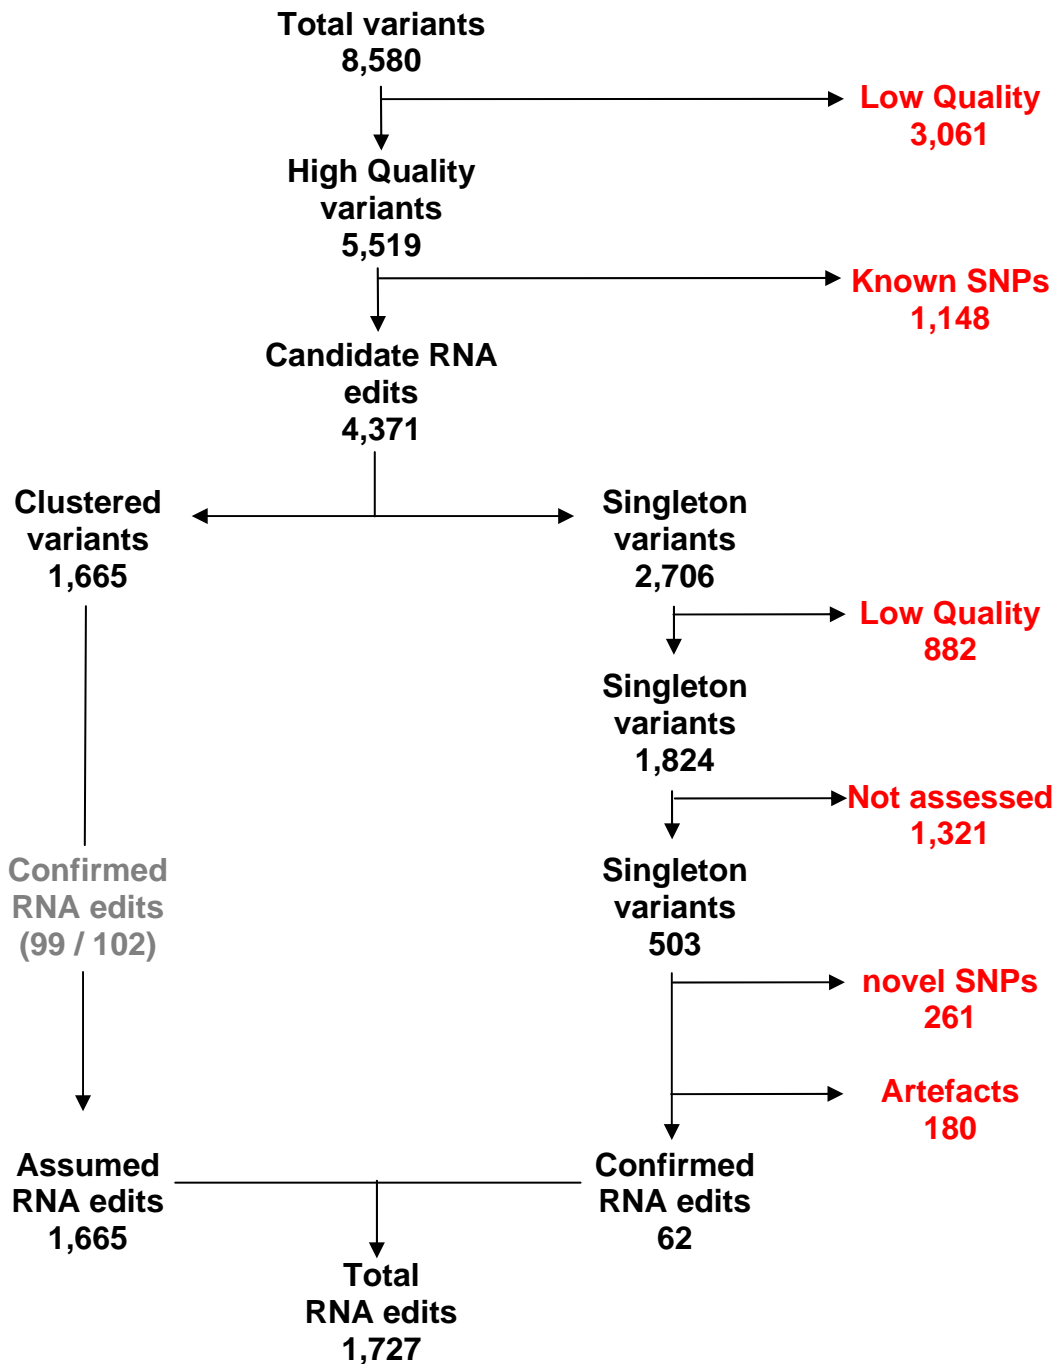 Total variants
8,580
Low Quality
3,061
High Quality
variants
5,519
Known SNPs
1,148
Candidate RNA
edits
4,371
Clustered
variants
1,665
Singleton
variants
2,706
Low Quality
882
Singleton
variants
1,824
Not assessed
1,321
Confirmed
RNA edits
(99 / 102)
Singleton
variants
503
novel SNPs
261
Artefacts
180
Assumed
RNA edits
1,665
Confirmed
RNA edits
62
Total
RNA edits
1,727